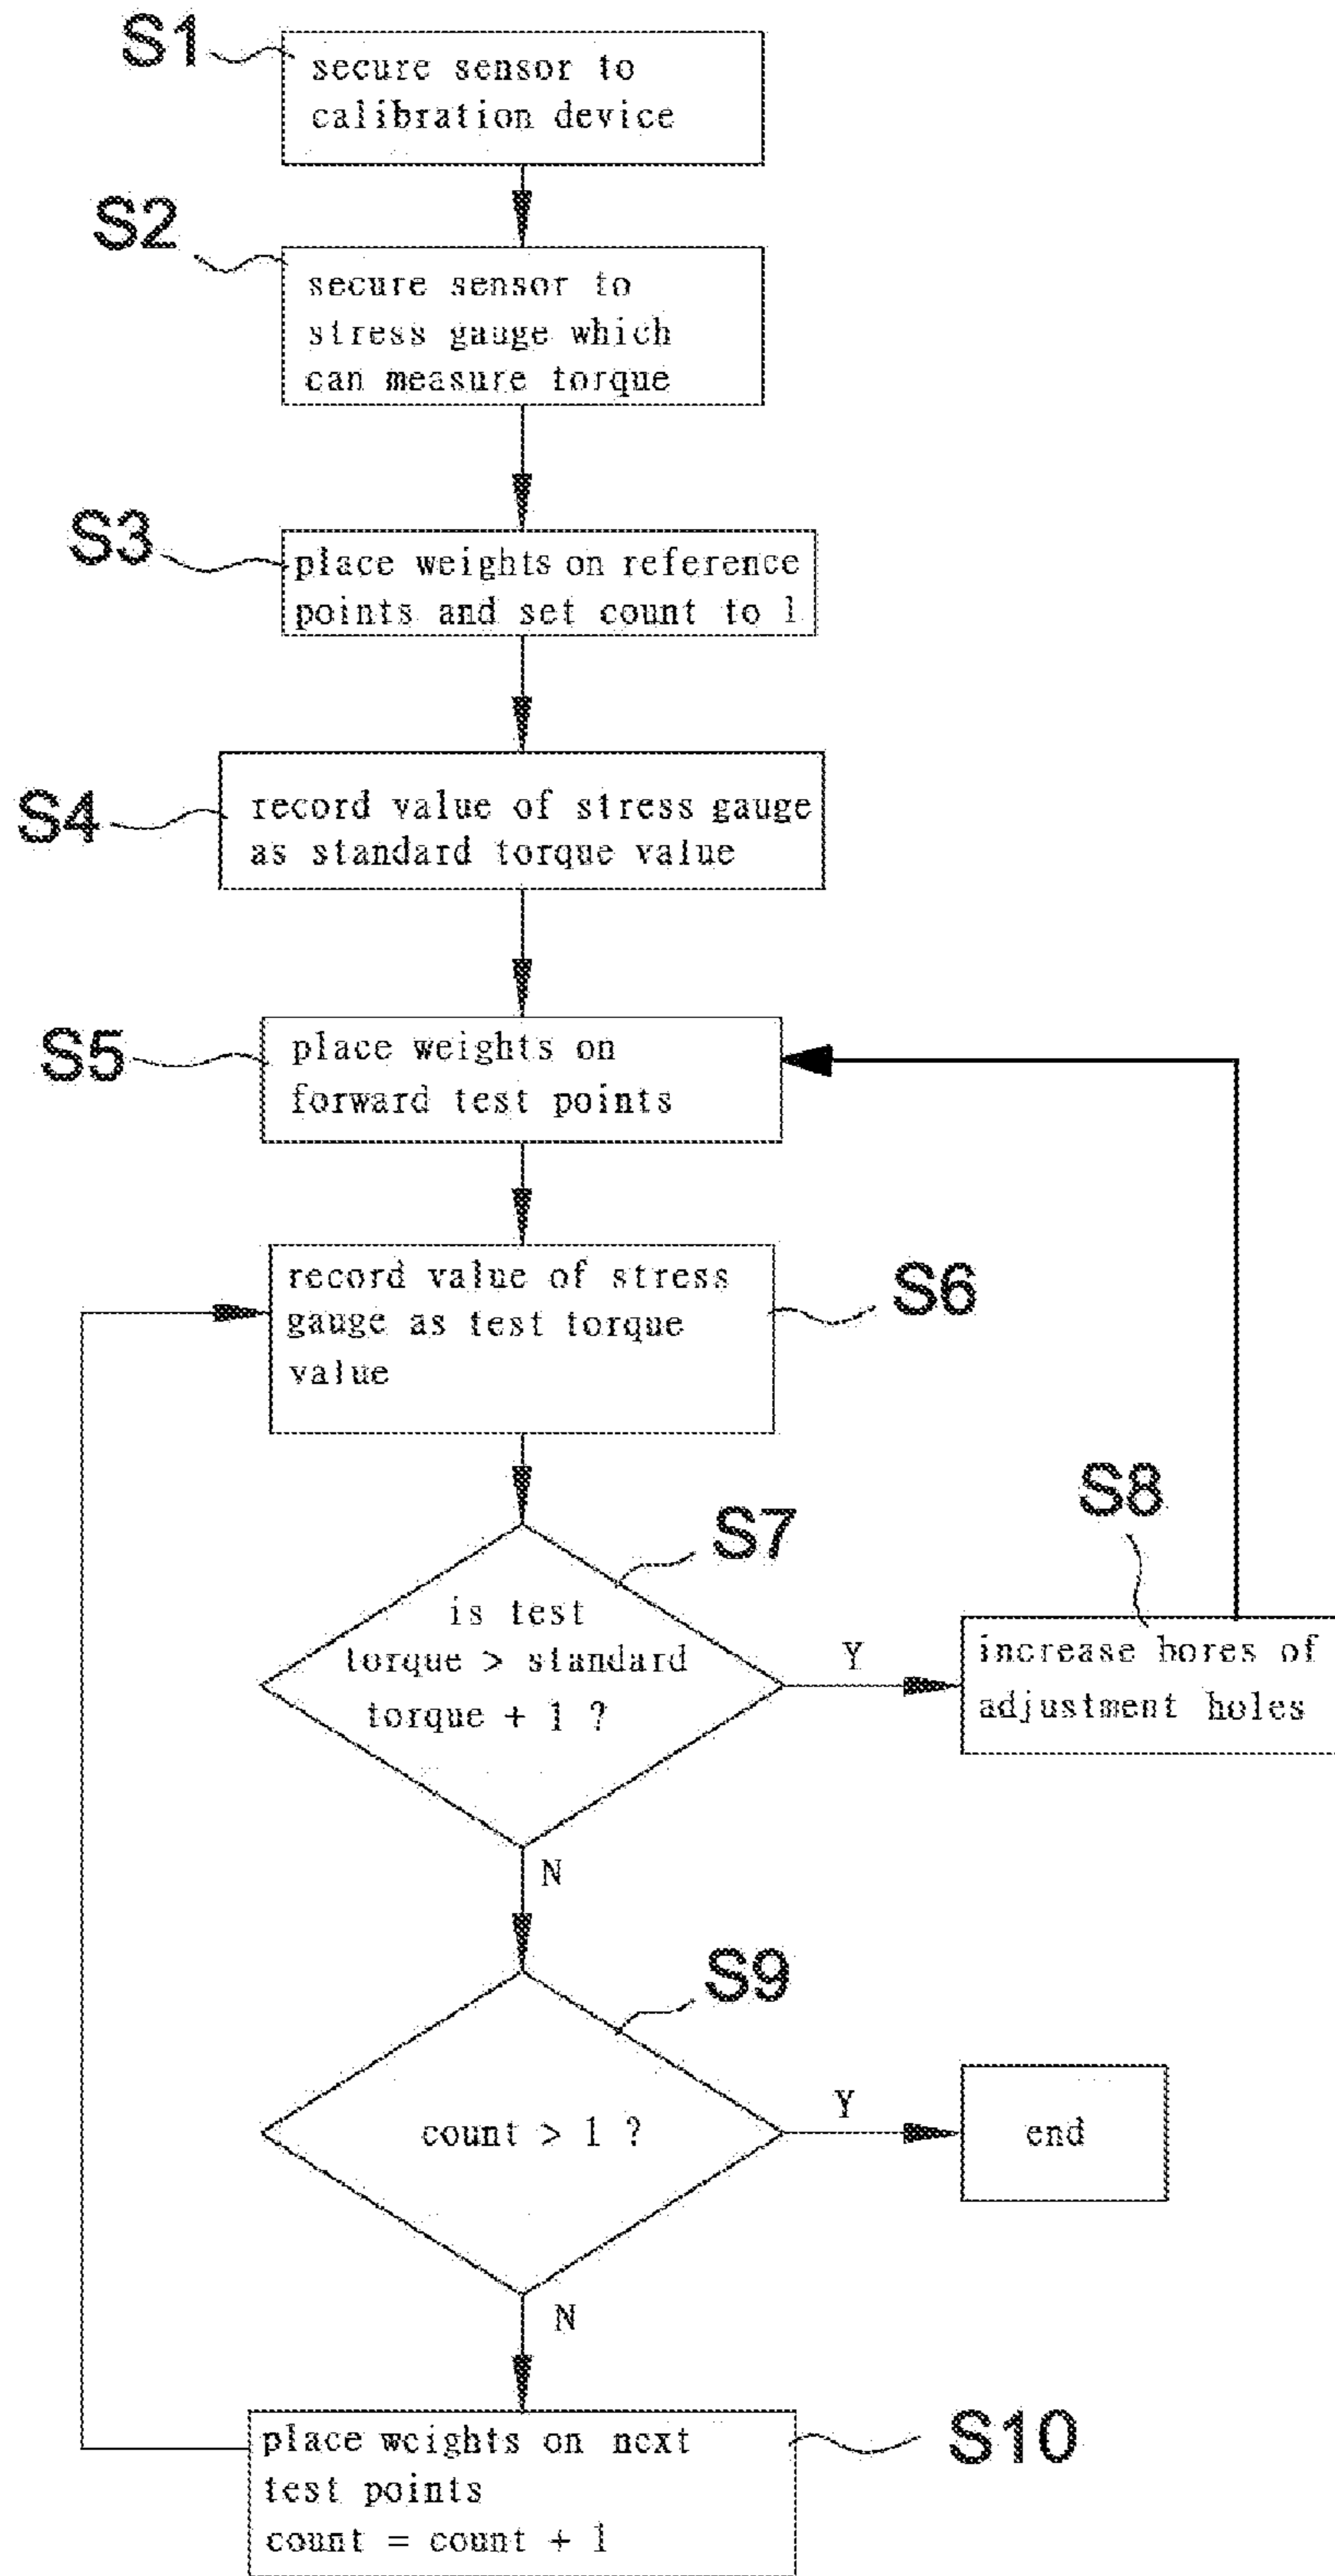 S1
secure sensor to
calibration device
S2
secure sensor to
stress gauge which
can measure torque
S3
place weights on reference
points and set count to 1
S4
record value of stress gauge
as standard torque value
S5
place weights on
forward test points
record value of stress
gauge as test torque
value
S6
S7
is test
torque > standard
torque + 1 ?
Y
S8
increase bores of
adjustment holes
N
S9
count > 1 ?
Y
end
N
place weights on next
test points
count = count + 1
S10